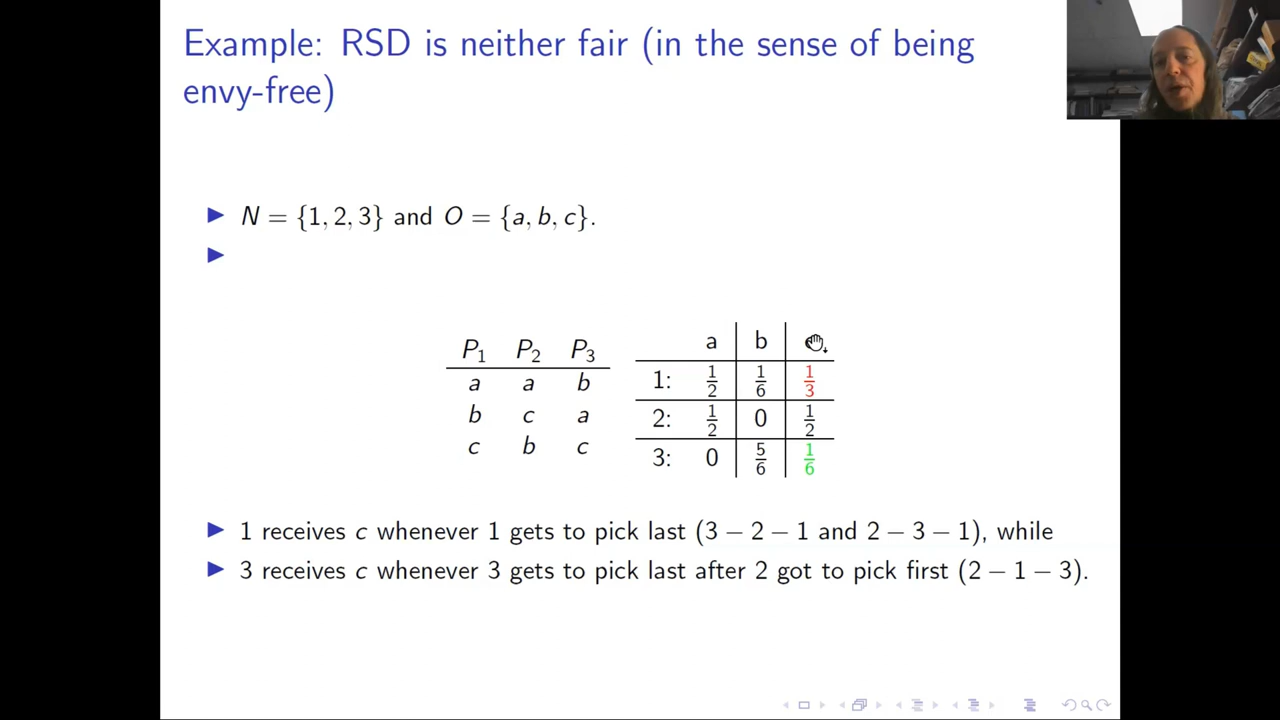 Example: RSD is neither fair (in the sense of being
envy-free)
▶ N = {1, 2, 3} and O = {a, b, c}.
▶
P₁ P₂ P₃
a a b
b c a
c b c
a b
1: 1/2 1/6 1/3
2: 1/2 0 1/2
3: 0 5/6 1/6
▶ 1 receives c whenever 1 gets to pick last (3 − 2 − 1 and 2 − 3 − 1), while
▶ 3 receives c whenever 3 gets to pick last after 2 got to pick first (2 − 1 − 3).